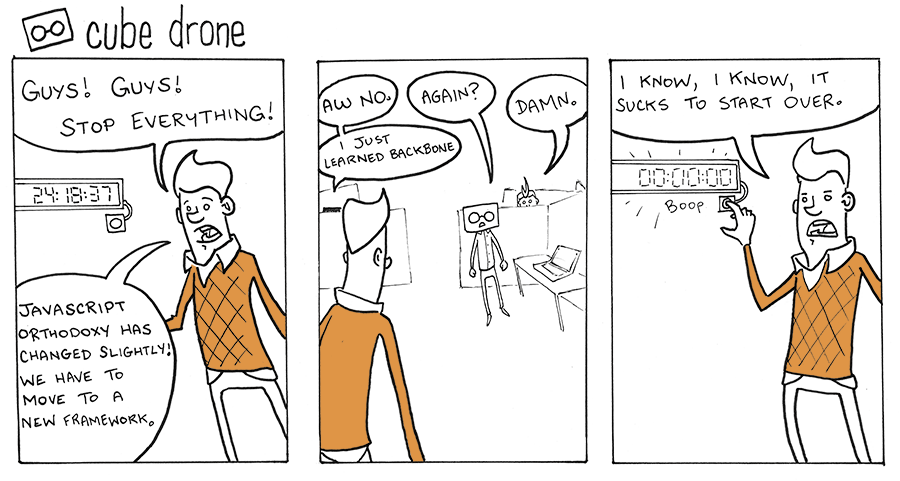 cube drone
GUYS! GUYS!
STOP EVERYTHING!
24:18:37
JAVASCRIPT
ORTHODOXY HAS
CHANGED SLIGHTLY!
WE HAVE TO
MOVE TO A
NEW FRAMEWORK.
AW NO.
I JUST
LEARNED BACKBONE
AGAIN?
DAMN.
I KNOW, I KNOW, IT
SUCKS TO START OVER.
00:00:00
BOOP